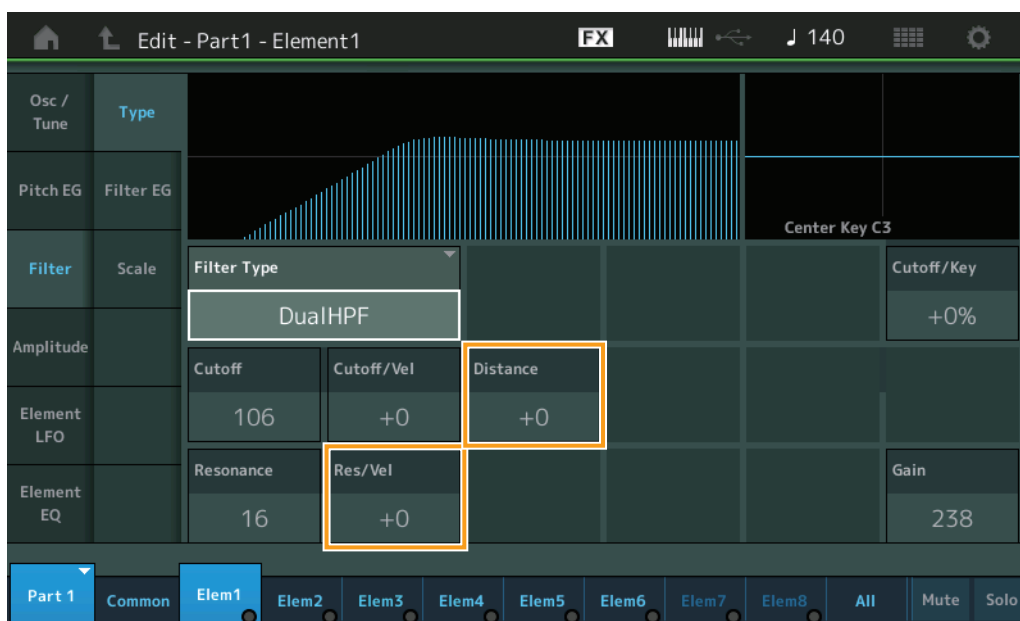 Edit - Part1 - Element1
FX
140
Osc /
Tune
Type
Pitch EG
Filter EG
Center Key C3
Filter
Scale
Filter Type
DualHPF
Cutoff/Key
+0%
Amplitude
Cutoff
106
Cutoff/Vel
+0
Distance
+0
Element
LFO
Resonance
16
Res/Vel
+0
Gain
238
Element
EQ
Part 1
Common
Elem1
Elem2
Elem3
Elem4
Elem5
Elem6
Elem7
Elem8
All
Mute
Solo